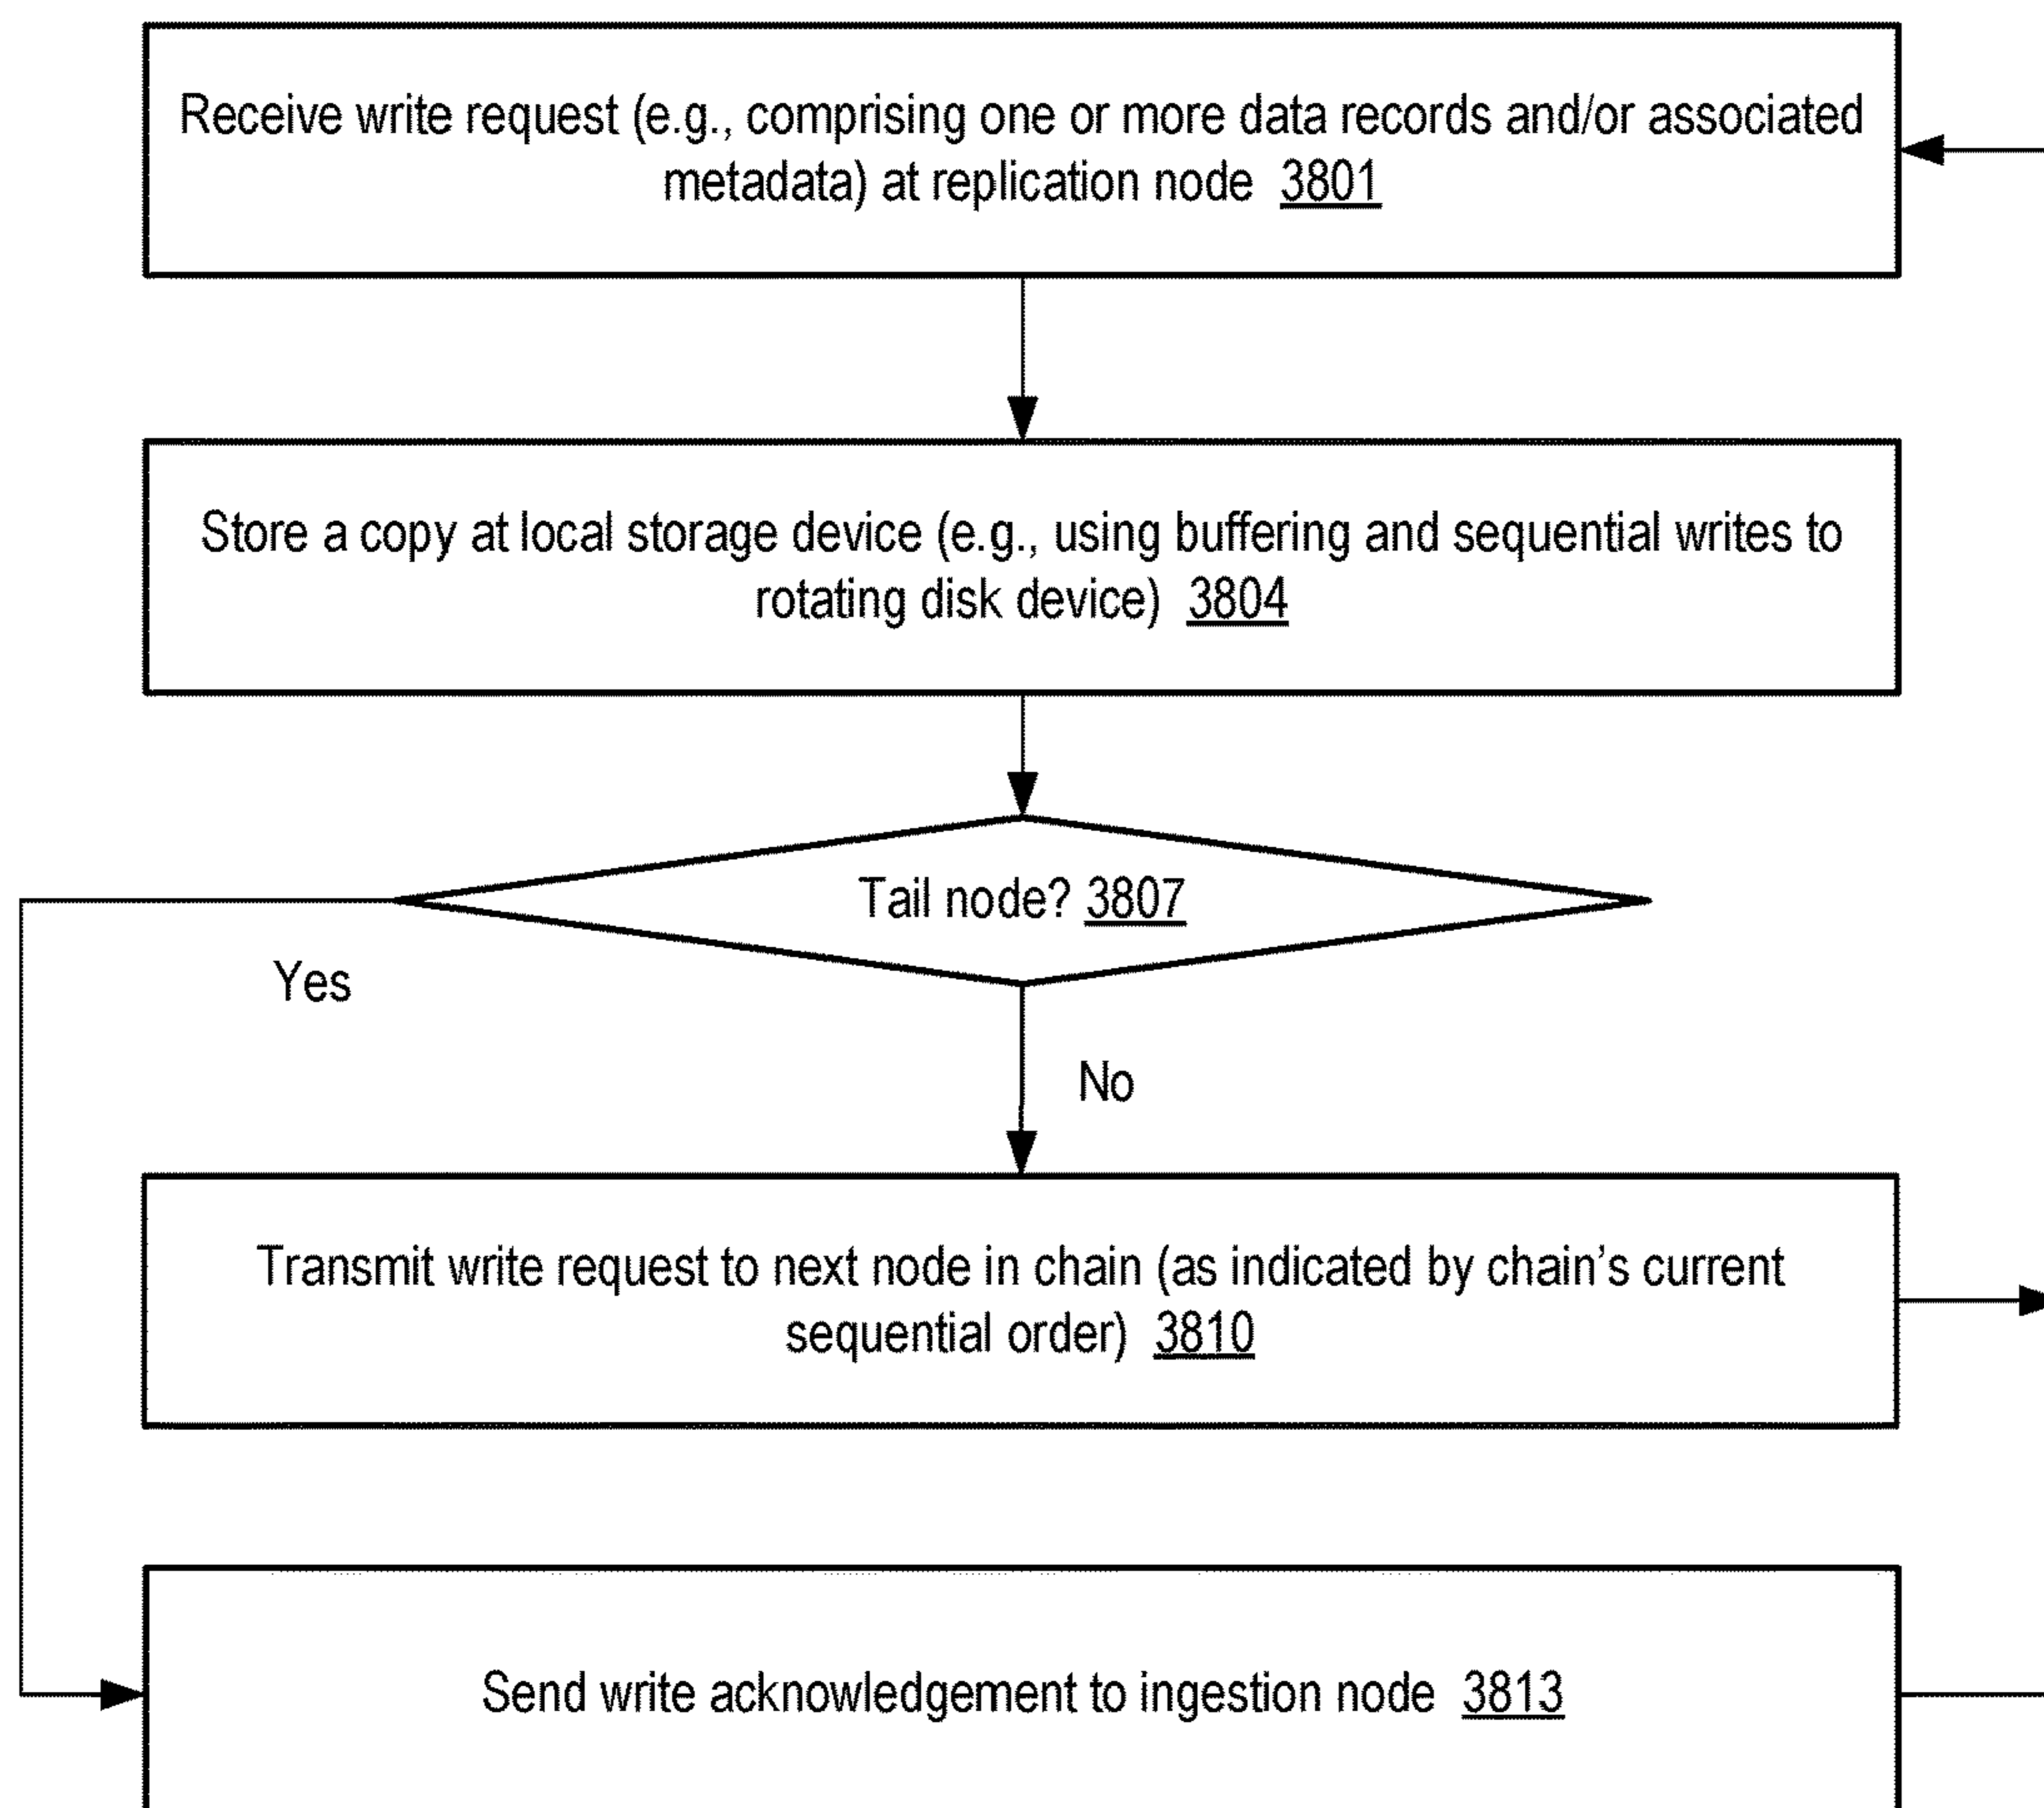 Receive write request (e.g., comprising one or more data records and/or associated
metadata) at replication node 3801
Store a copy at local storage device (e.g., using buffering and sequential writes to
rotating disk device) 3804
Tail node? 3807
Yes
No
Transmit write request to next node in chain (as indicated by chain’s current
sequential order) 3810
Send write acknowledgement to ingestion node 3813